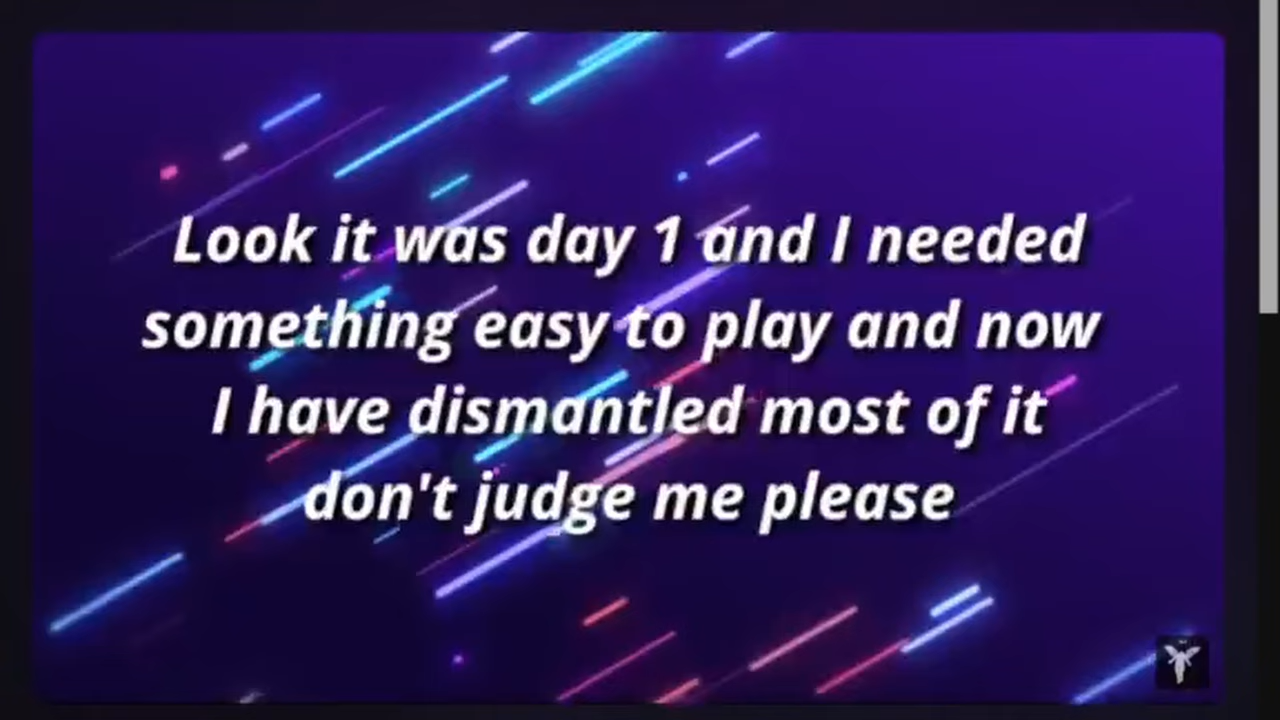 Look it was day 1 and I needed
something easy to play and now
I have dismantled most of it
don't judge me please